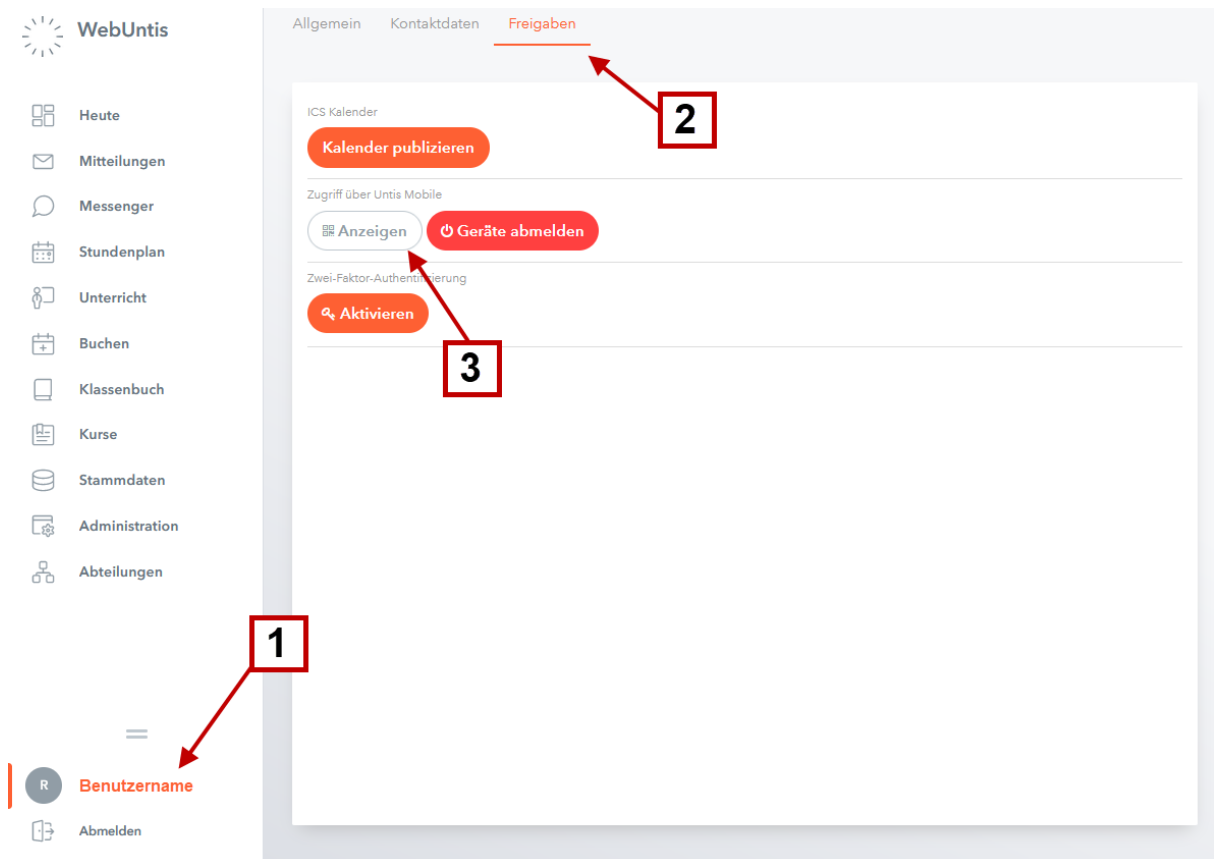 WebUntis
Heute
Mitteilungen
Messenger
Stundenplan
Unterricht
Buchen
Klassenbuch
Kurse
Stammdaten
Administration
Abteilungen
R Benutzername
Abmelden
Allgemein Kontaktdaten Freigaben
ICS Kalender
Kalender publizieren
Zugriff über Untis Mobile
Anzeigen Geräte abmelden
Zwei-Faktor-Authentifizierung
Aktivieren
1
2
3